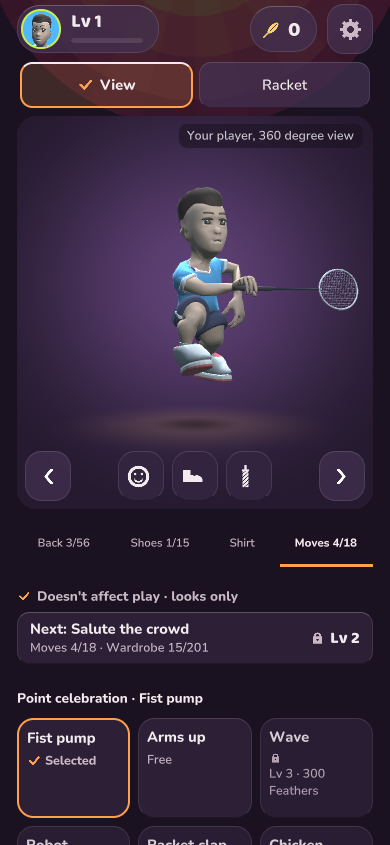 Lv 1
0
View
Racket
Your player, 360 degree view
Back 3/56
Shoes 1/15
Shirt
Moves 4/18
Doesn't affect play · looks only
Next: Salute the crowd
Moves 4/18 · Wardrobe 15/201
Lv 2
Point celebration · Fist pump
Fist pump
Selected
Arms up
Free
Wave
Lv 3 · 300
Feathers
Robot
Racket clap
Chicken